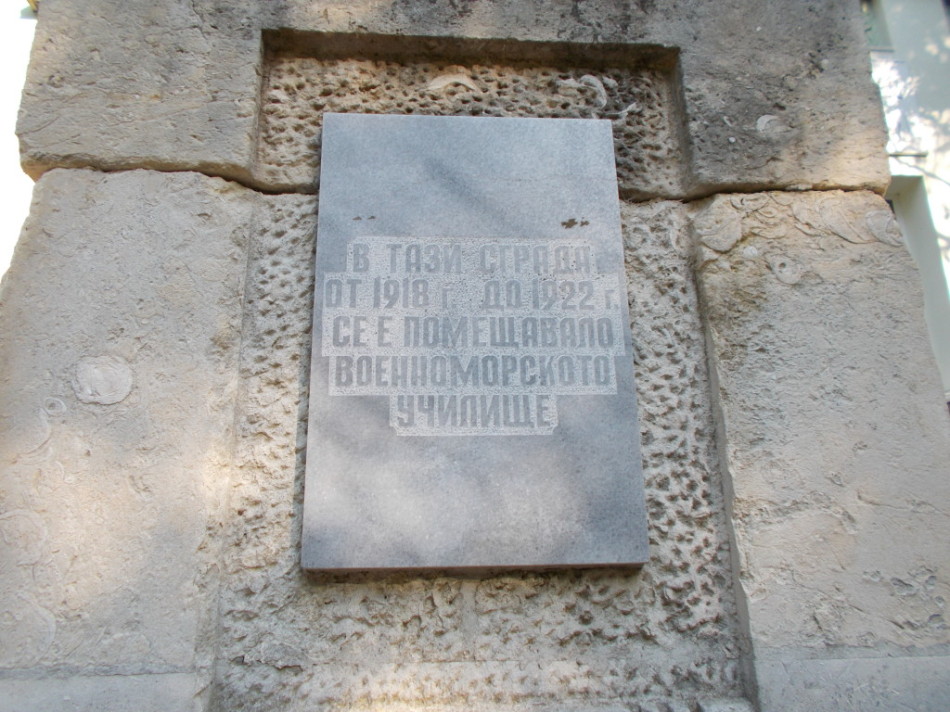 В ТАЗИ СГРАДА
ОТ 1918 г. ДО 1922 г.
СЕ Е ПОМЕЩАВАЛО
ВОЕННОМОРСКОТО
УЧИЛИЩЕ